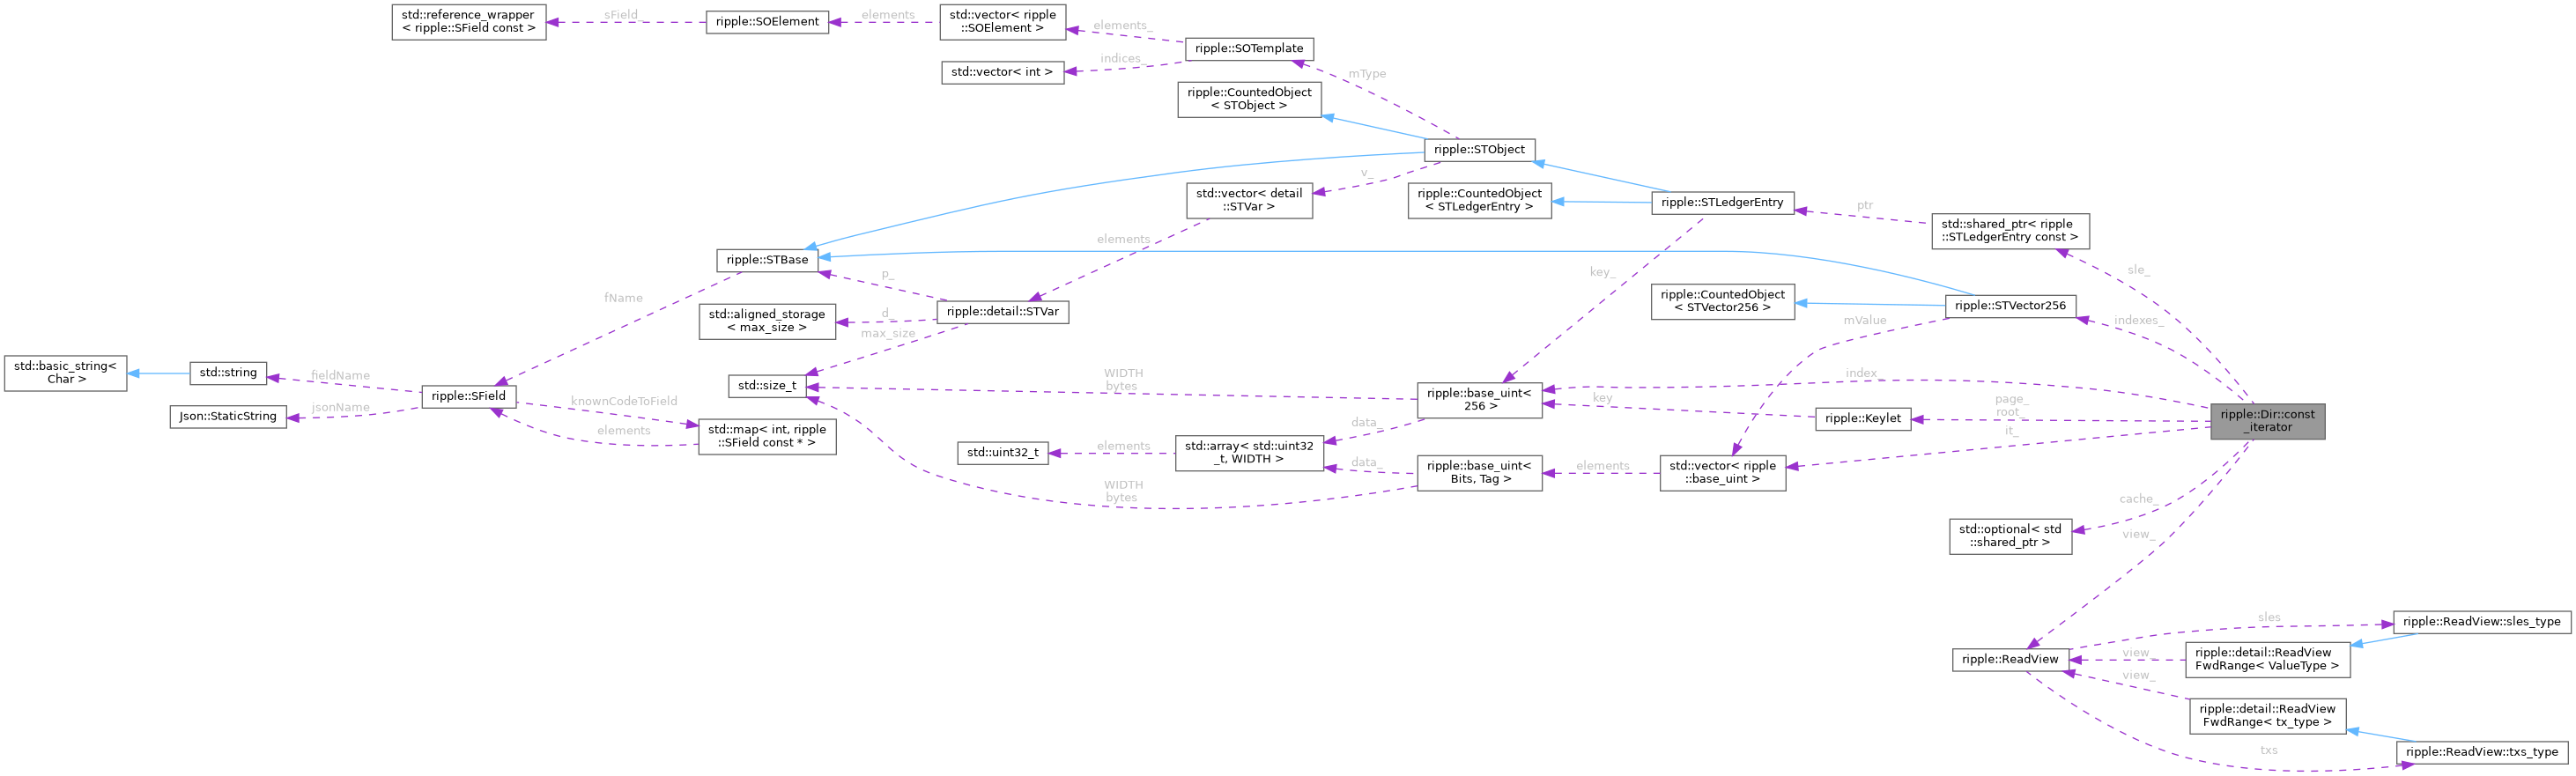 std::reference_wrapper
< ripple::SField const >
sField_
ripple::SOElement
elements
std::vector< ripple
::SOElement >
elements_
ripple::SOTemplate
std::vector< int >
indices_
mType
ripple::CountedObject
< STObject >
ripple::STObject
v_
std::vector< detail
::STVar >
ripple::CountedObject
< STLedgerEntry >
ripple::STLedgerEntry
ptr
std::shared_ptr< ripple
::STLedgerEntry const >
elements
ripple::STBase
key_
sle_
p_
fName
ripple::CountedObject
< STVector256 >
ripple::STVector256
std::aligned_storage
< max_size >
d_
ripple::detail::STVar
max_size
mValue
indexes_
std::basic_string<
Char >
std::string
fieldName
jsonName
Json::StaticString
ripple::SField
knownCodeToField
elements
std::size_t
WIDTH
bytes
std::map< int, ripple
::SField const * >
ripple::base_uint<
256 >
index_
key
ripple::Keylet
page_
root_
ripple::Dir::const
_iterator
it_
data_
std::uint32_t
elements
std::array< std::uint32
_t, WIDTH >
data_
ripple::base_uint<
Bits, Tag >
elements
std::vector< ripple
::base_uint >
WIDTH
bytes
cache_
std::optional< std
::shared_ptr >
view_
sles
ripple::ReadView::sles_type
ripple::ReadView
view_
ripple::detail::ReadView
FwdRange< ValueType >
view_
ripple::detail::ReadView
FwdRange< tx_type >
txs
ripple::ReadView::txs_type